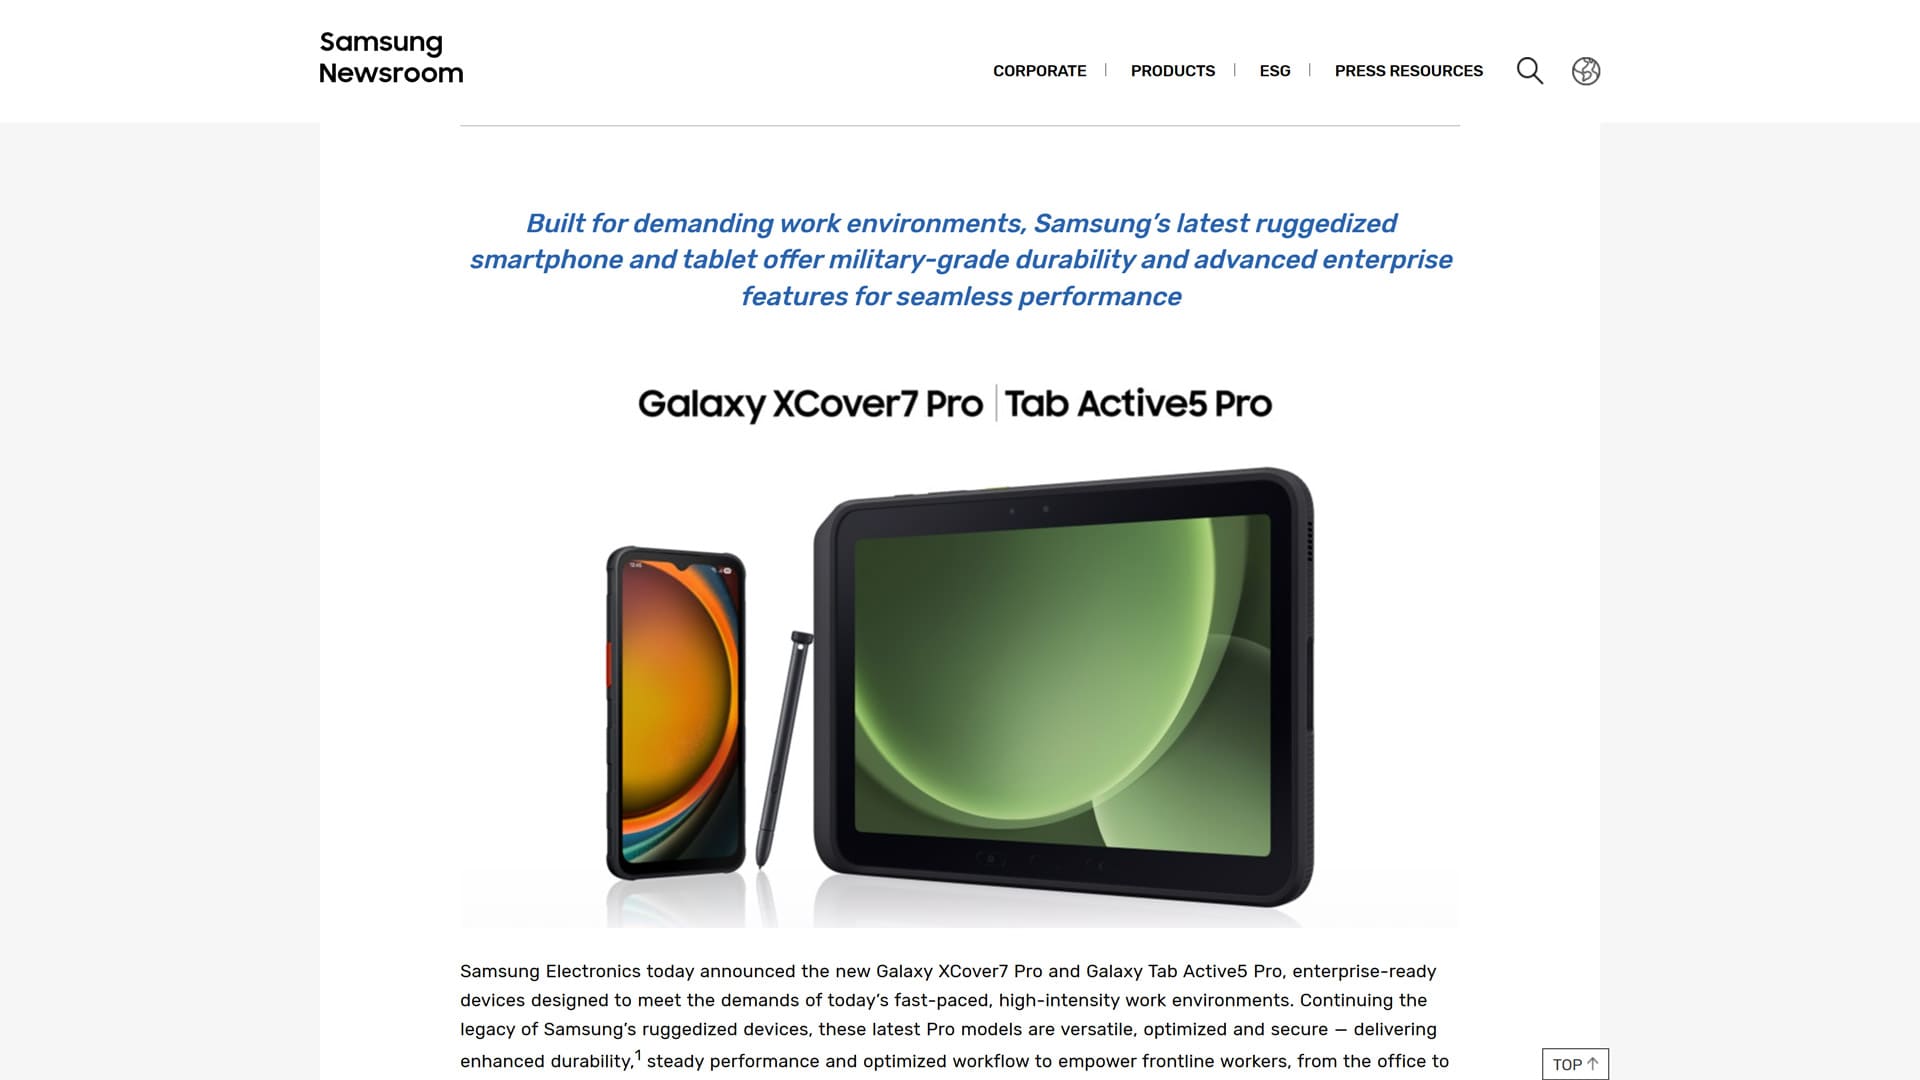 Samsung
Newsroom
CORPORATE
PRODUCTS
ESG
PRESS RESOURCES
Built for demanding work environments, Samsung’s latest ruggedized
smartphone and tablet offer military-grade durability and advanced enterprise
features for seamless performance
Galaxy XCover7 Pro | Tab Active5 Pro
12:45
Samsung Electronics today announced the new Galaxy XCover7 Pro and Galaxy Tab Active5 Pro, enterprise-ready
devices designed to meet the demands of today’s fast-paced, high-intensity work environments. Continuing the
legacy of Samsung’s ruggedized devices, these latest Pro models are versatile, optimized and secure — delivering
enhanced durability,1 steady performance and optimized workflow to empower frontline workers, from the office to
TOP ↑